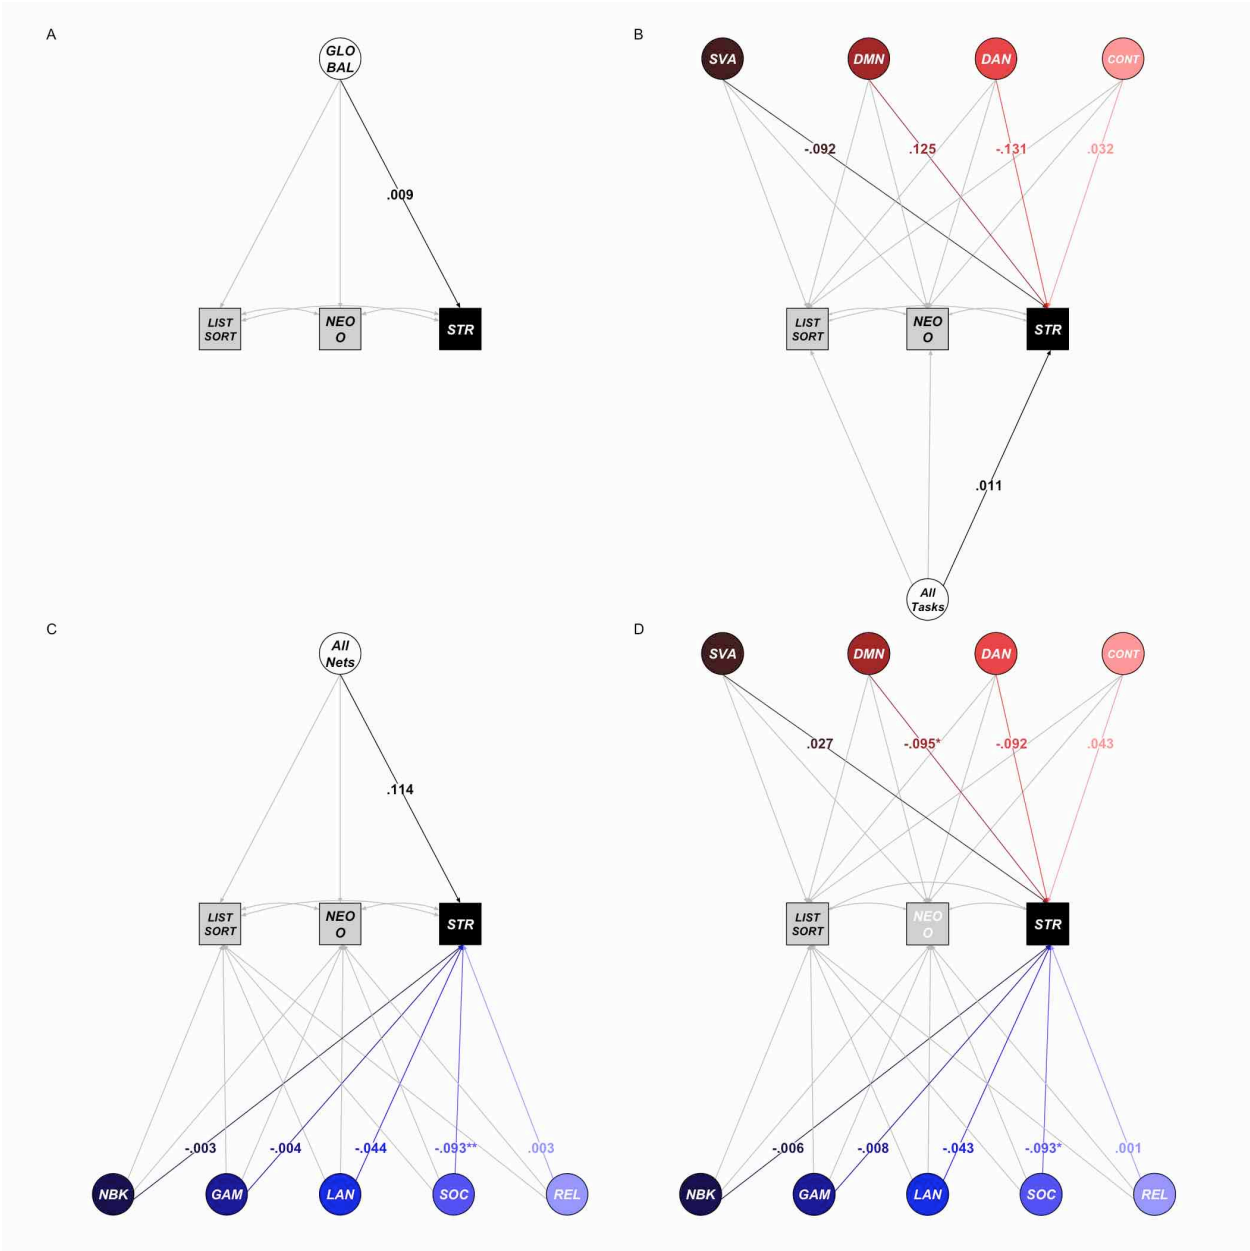 A
GLO
BAL
.009
LIST
SORT
NEO
O
STR
B
SVA
DMN
DAN
CONT
-.092
.125
-.131
.032
LIST
SORT
NEO
O
STR
.011
All
Tasks
C
All
Nets
.114
LIST
SORT
NEO
O
STR
-.003
-.004
-.044
-.093**
.003
NBK
GAM
LAN
SOC
REL
D
SVA
DMN
DAN
CONT
.027
-.095*
-.092
.043
LIST
SORT
NEO
O
STR
-.006
-.008
-.043
-.093*
.001
NBK
GAM
LAN
SOC
REL